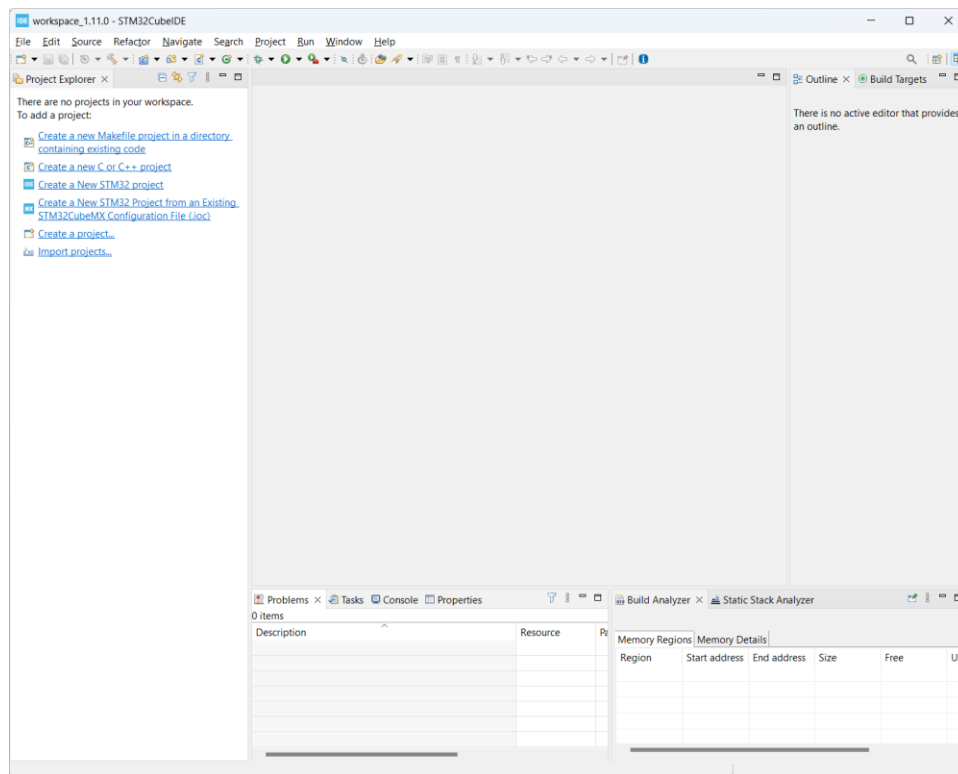 IDE workspace_1.11.0 - STM32CubeIDE
File Edit Source Refactor Navigate Search Project Run Window Help
Project Explorer
There are no projects in your workspace.
To add a project:
Create a new Makefile project in a directory
containing existing code
Create a new C or C++ project
IDE Create a New STM32 project
MX Create a New STM32 Project from an Existing
STM32CubeMX Configuration File (.ioc)
Create a project...
Import projects...
Outline Build Targets
There is no active editor that provides
an outline.
Problems Tasks Console Properties
0 items
Description Resource Pa
Build Analyzer Static Stack Analyzer
Memory Regions Memory Details
Region Start address End address Size Free U